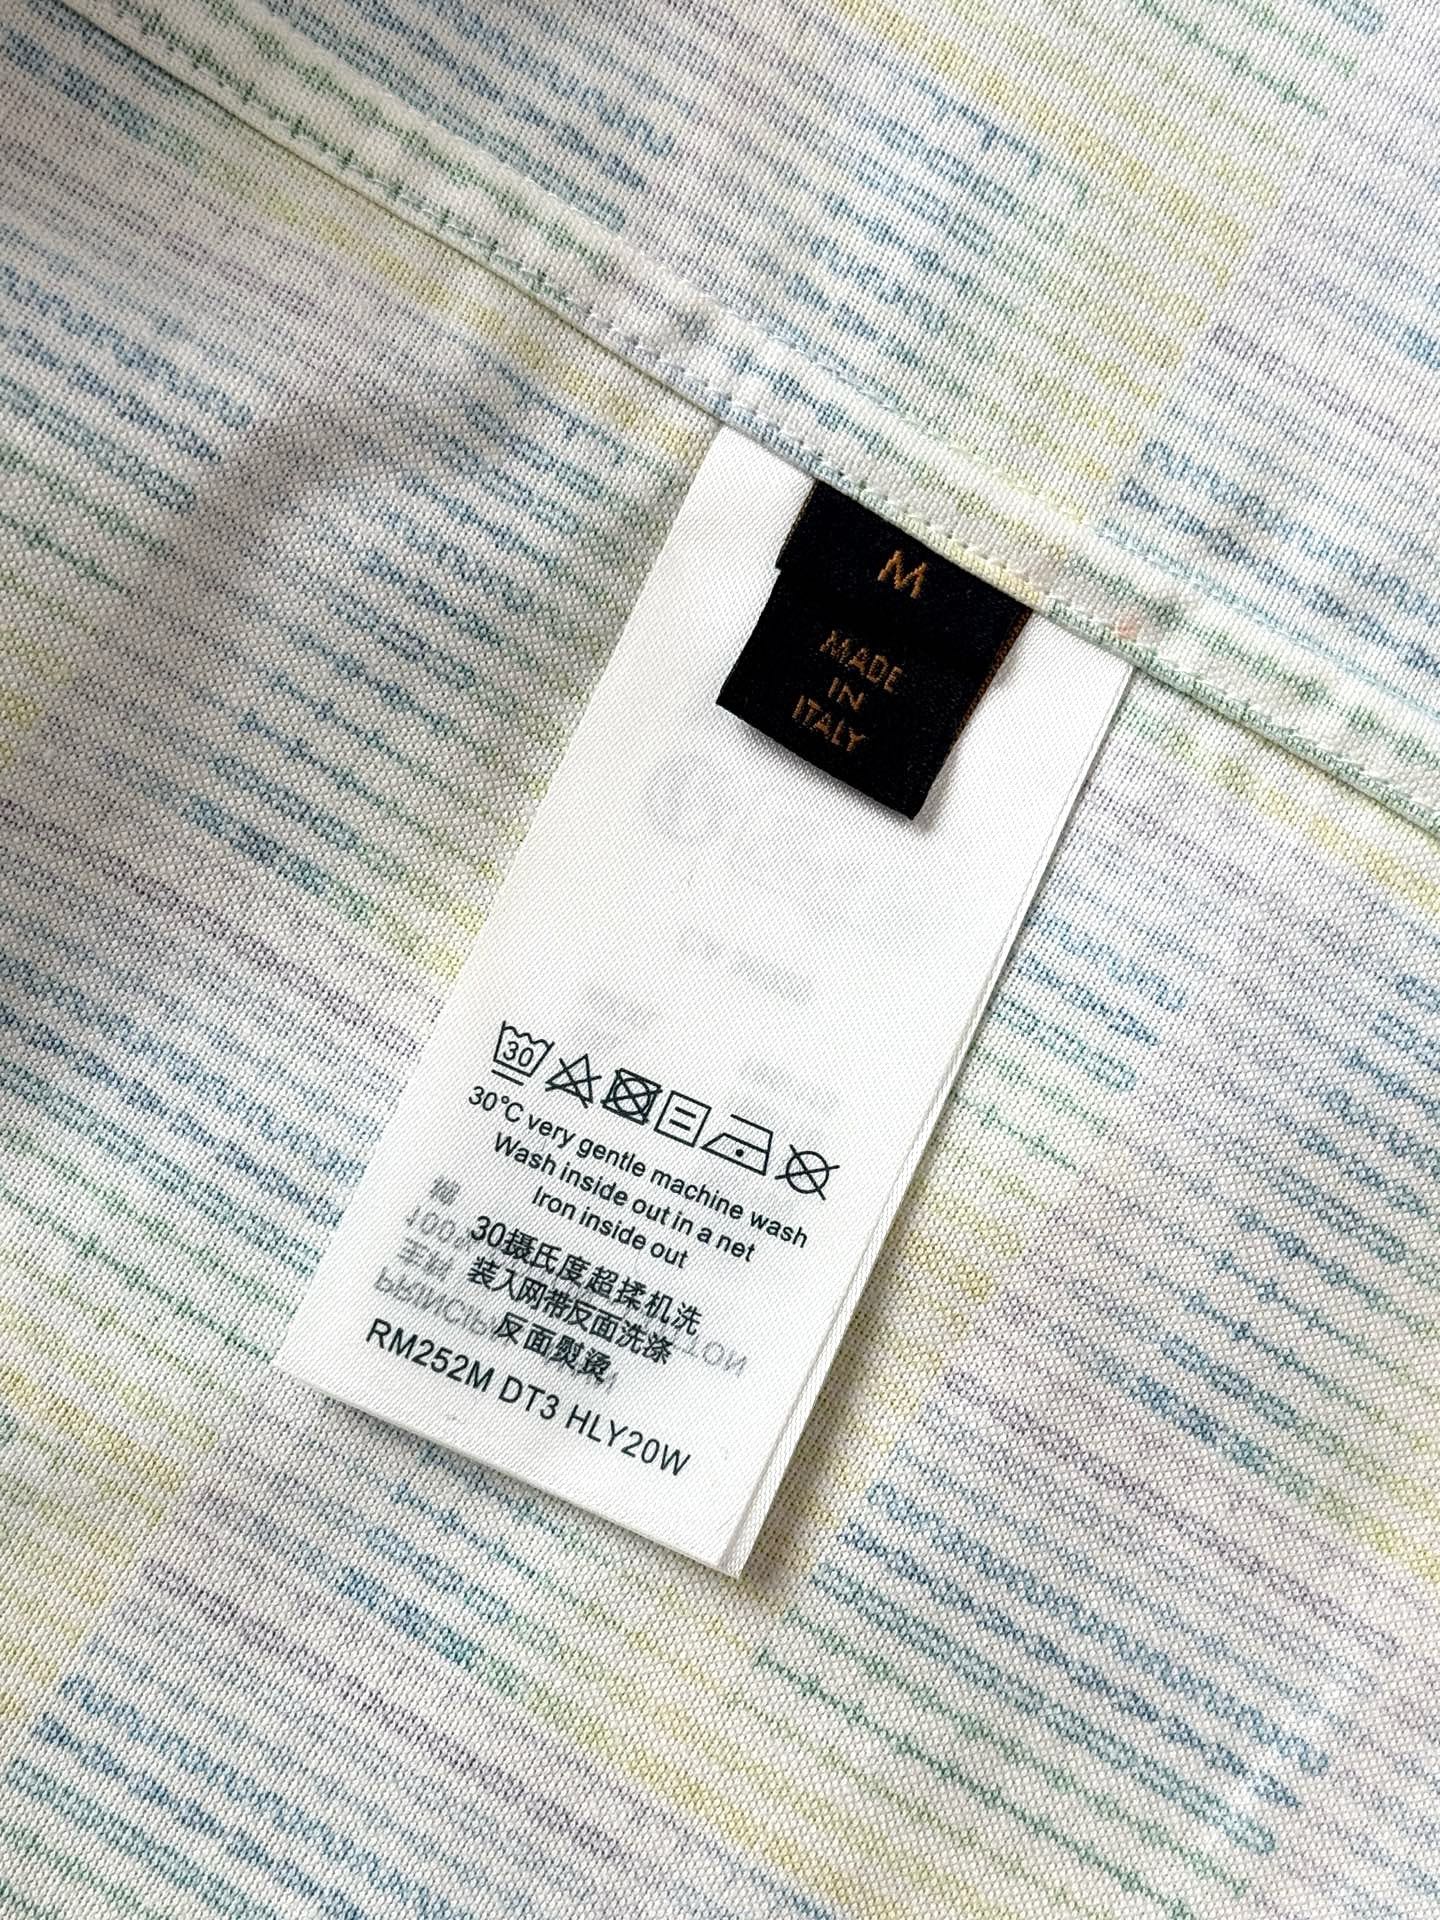 M
MADE
IN
ITALY
30
30°C very gentle machine wash
Wash inside out in a net
Iron inside out
30摄氏度超揉机洗
装入网带反面洗涤
反面熨烫
RM252M DT3 HLY20W